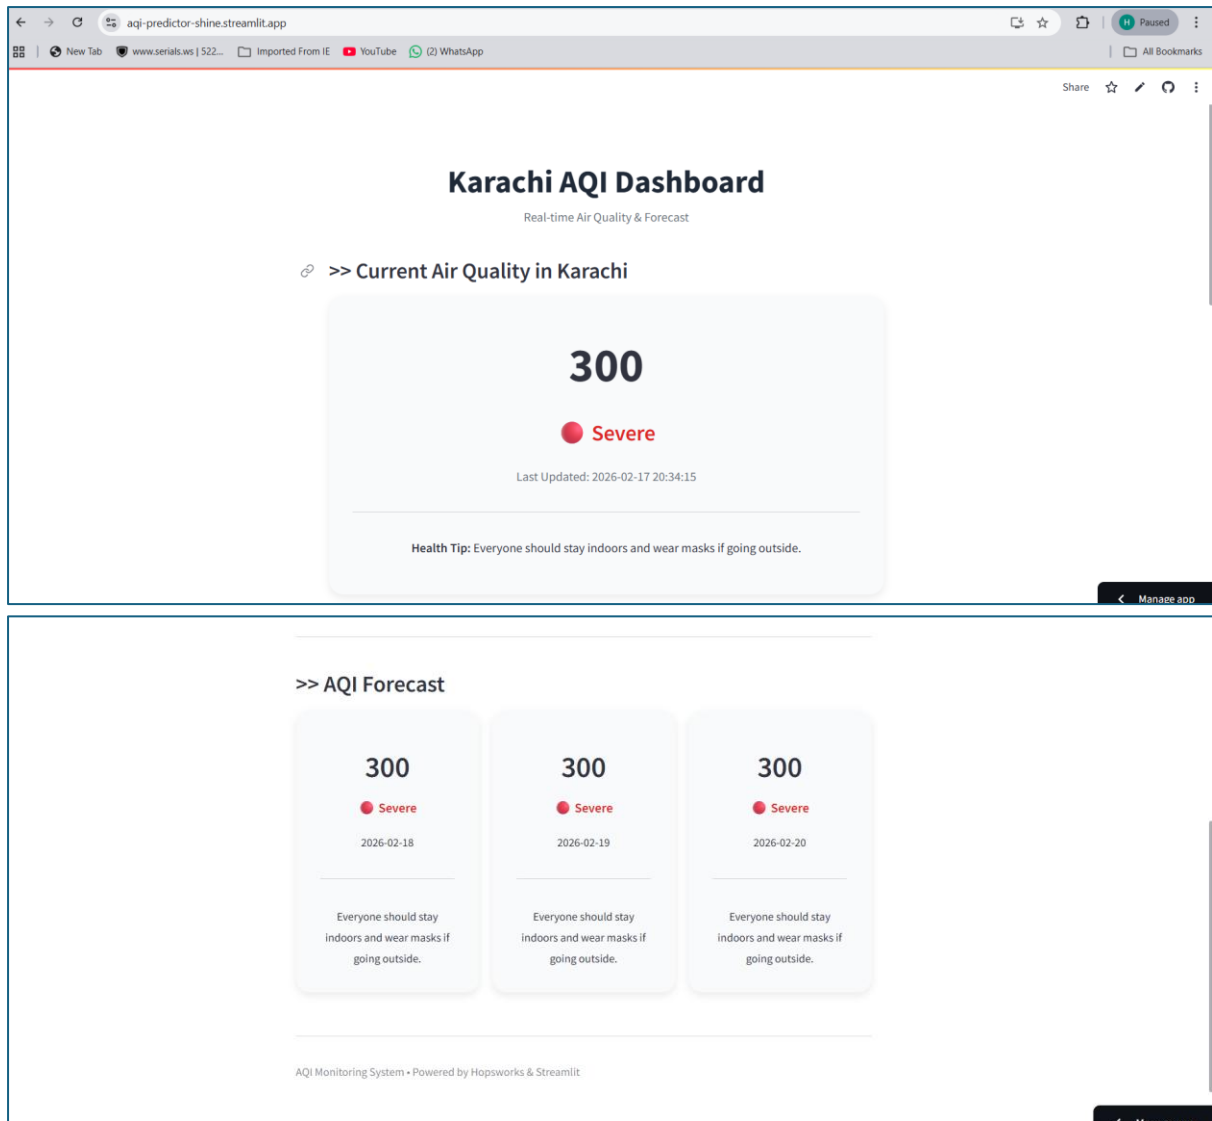 aqi-predictor-shine.streamlit.app
H Paused
New Tab www.serials.ws | 522... Imported From IE YouTube (2) WhatsApp All Bookmarks
Share
Karachi AQI Dashboard
Real-time Air Quality & Forecast
>> Current Air Quality in Karachi
300
Severe
Last Updated: 2026-02-17 20:34:15
Health Tip: Everyone should stay indoors and wear masks if going outside.
Manage app
>> AQI Forecast
300 300 300
Severe Severe Severe
2026-02-18 2026-02-19 2026-02-20
Everyone should stay Everyone should stay Everyone should stay
indoors and wear masks if indoors and wear masks if indoors and wear masks if
going outside. going outside. going outside.
AQI Monitoring System • Powered by Hopsworks & Streamlit